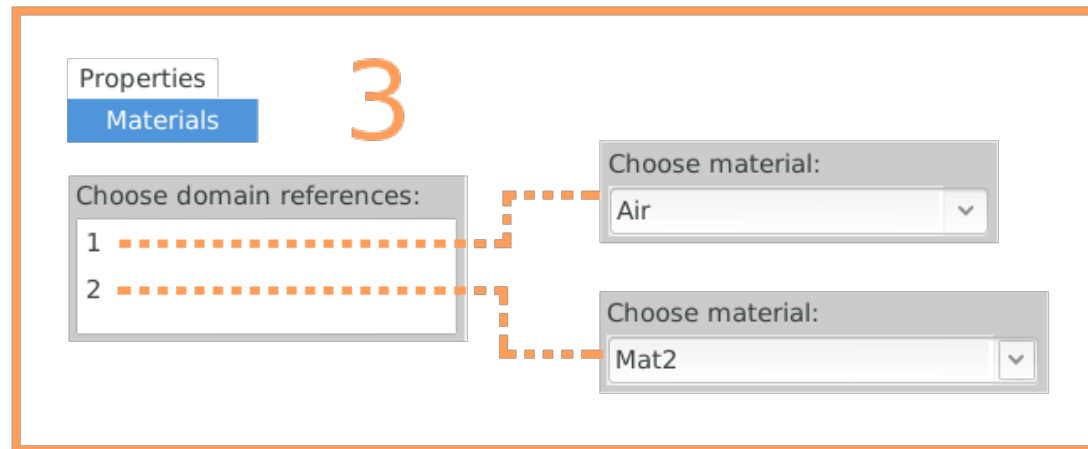 Properties
Materials
3
Choose domain references:
1
2
Choose material:
Air
Choose material:
Mat2